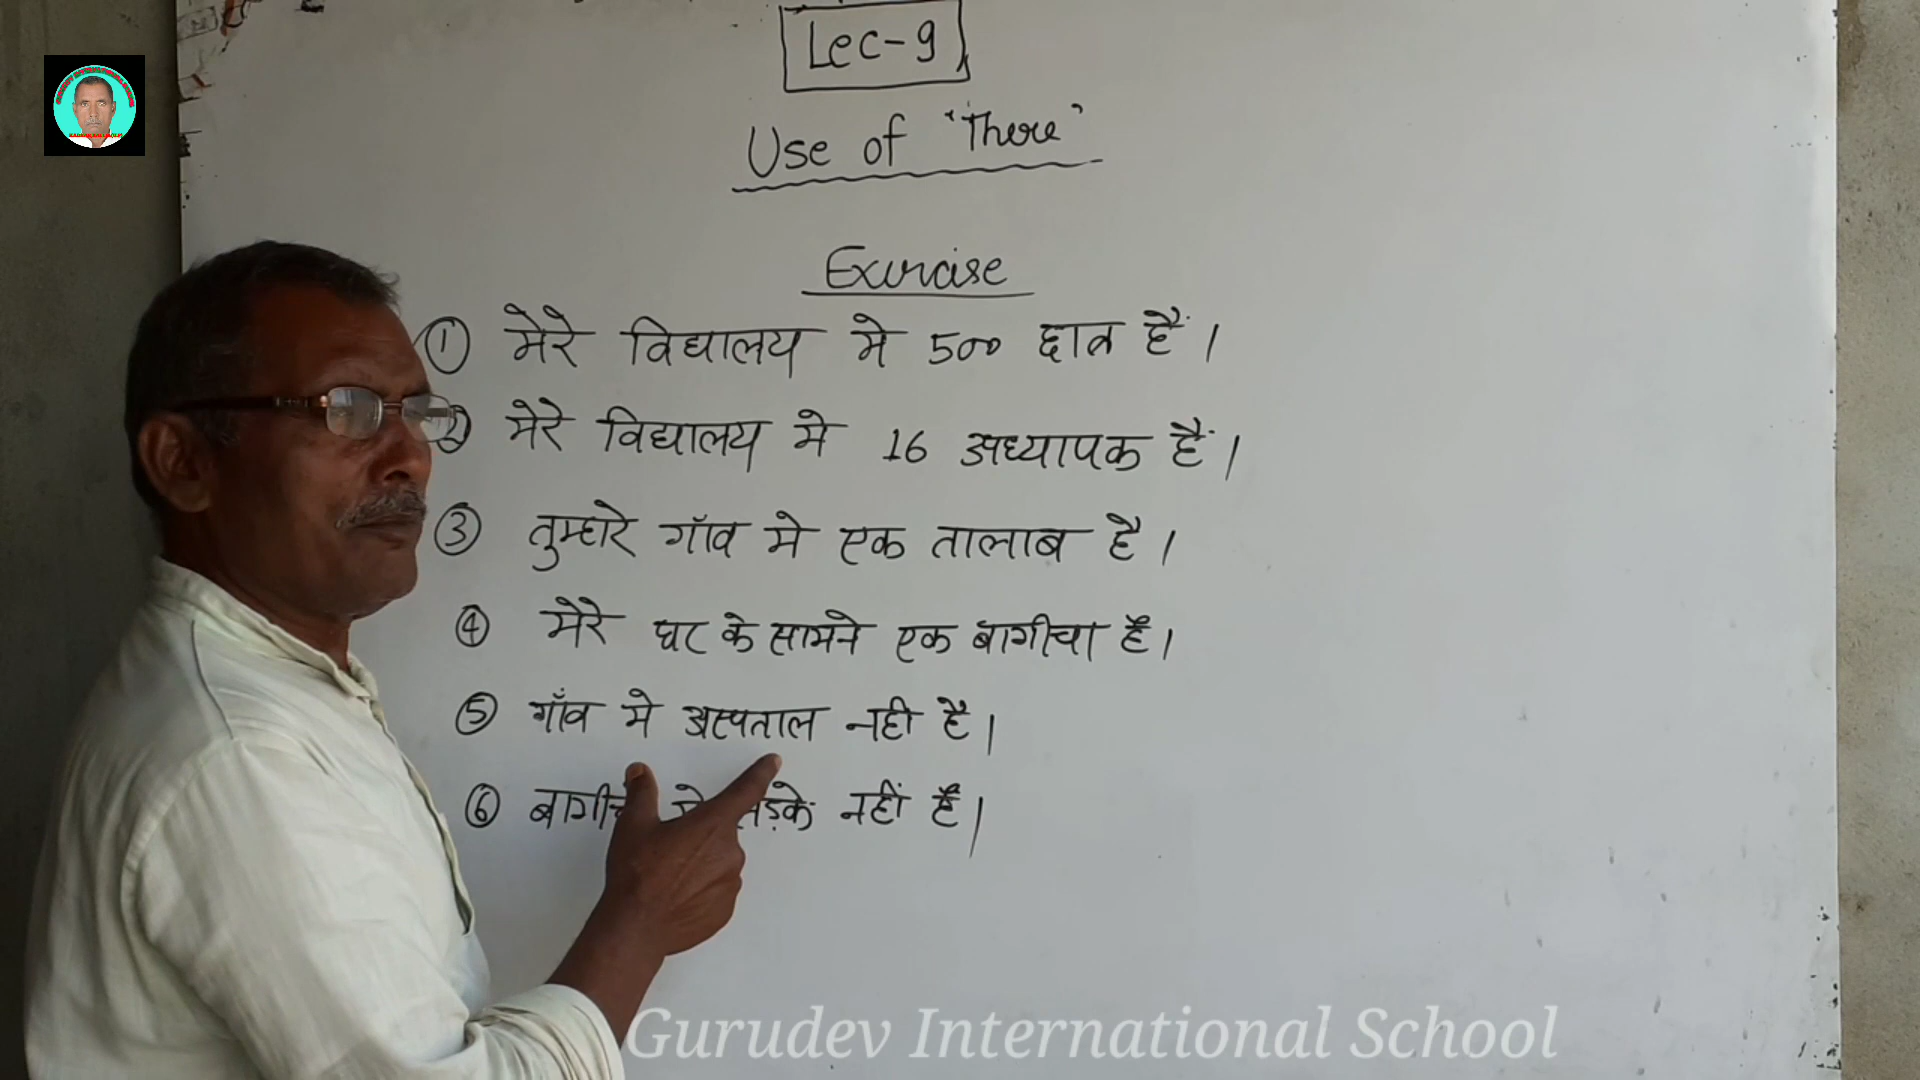 Lec-9
Use of "There"
Exercise
① मेरे विद्यालय मे 500 छात्र हैं।
② मेरे विद्यालय मे 16 अध्यापक हैं।
③ तुम्हारे गाँव मे एक तालाब है।
④ मेरे घर के सामने एक बागीचा है।
⑤ गाँव मे अस्पताल नही है।
⑥ नहीं हैं।
Gurudev International School